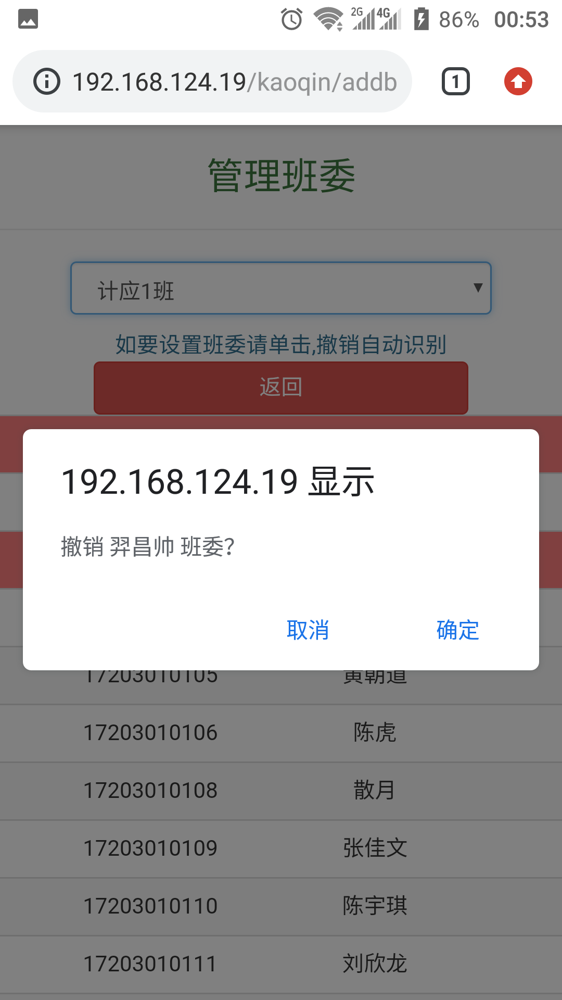 2G 4G 86% 00:53
192.168.124.19/kaoqin/addb 1
管理班委
计应1班
如要设置班委请单击,撤销自动识别
返回
192.168.124.19 显示
撤销 羿昌帅 班委?
取消 确定
17203010105 黄朝道
17203010106 陈虎
17203010108 散月
17203010109 张佳文
17203010110 陈宇琪
17203010111 刘欣龙